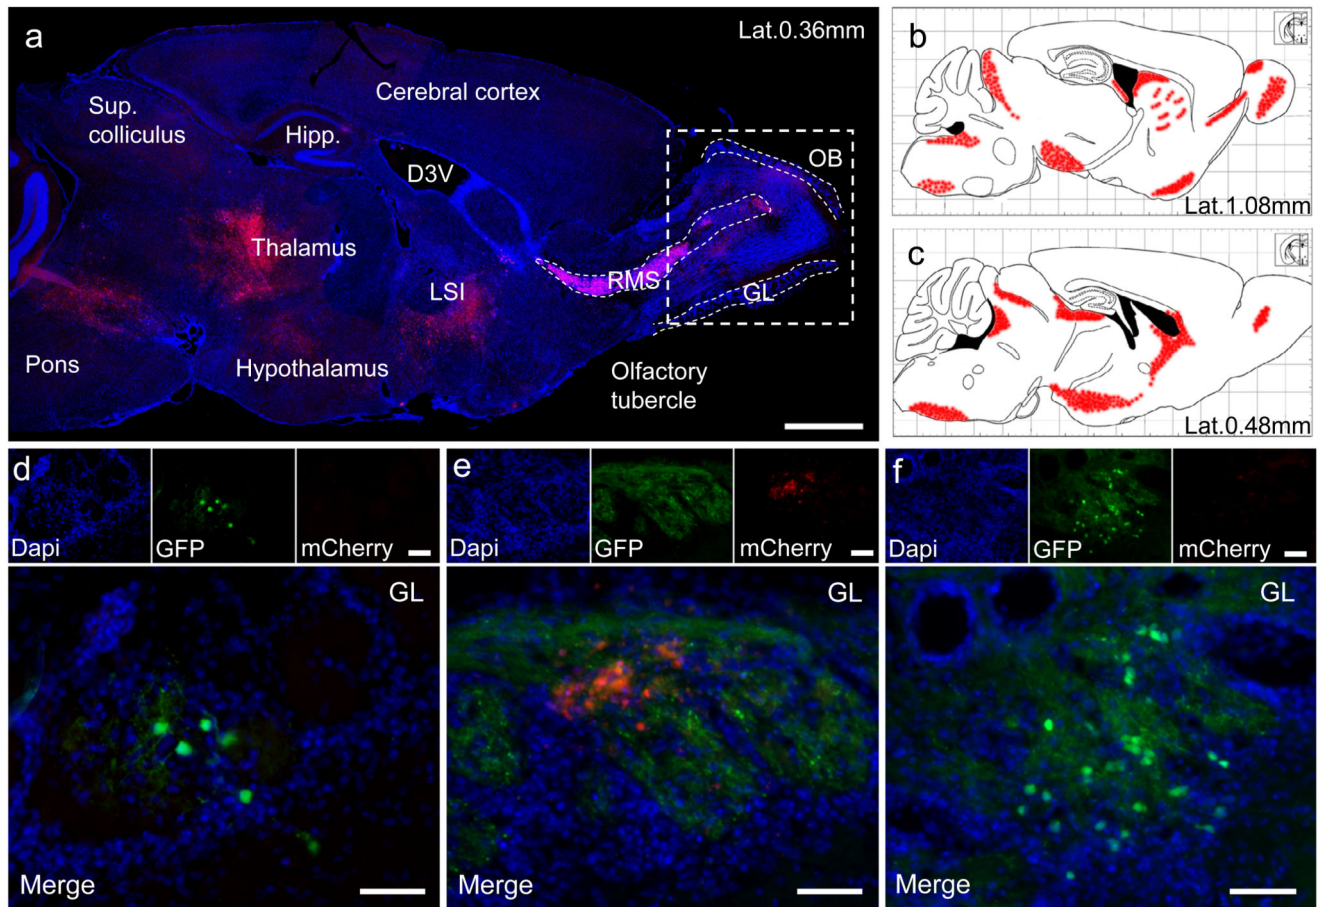 a
Lat.0.36mm
Sup.
colliculus
Cerebral cortex
Hipp.
D3V
OB
Thalamus
LSI
RMS
GL
Pons
Hypothalamus
Olfactory
tubercle
b
Lat.1.08mm
c
Lat.0.48mm
d
Dapi
GFP
mCherry
GL
Merge
e
Dapi
GFP
mCherry
GL
Merge
f
Dapi
GFP
mCherry
GL
Merge